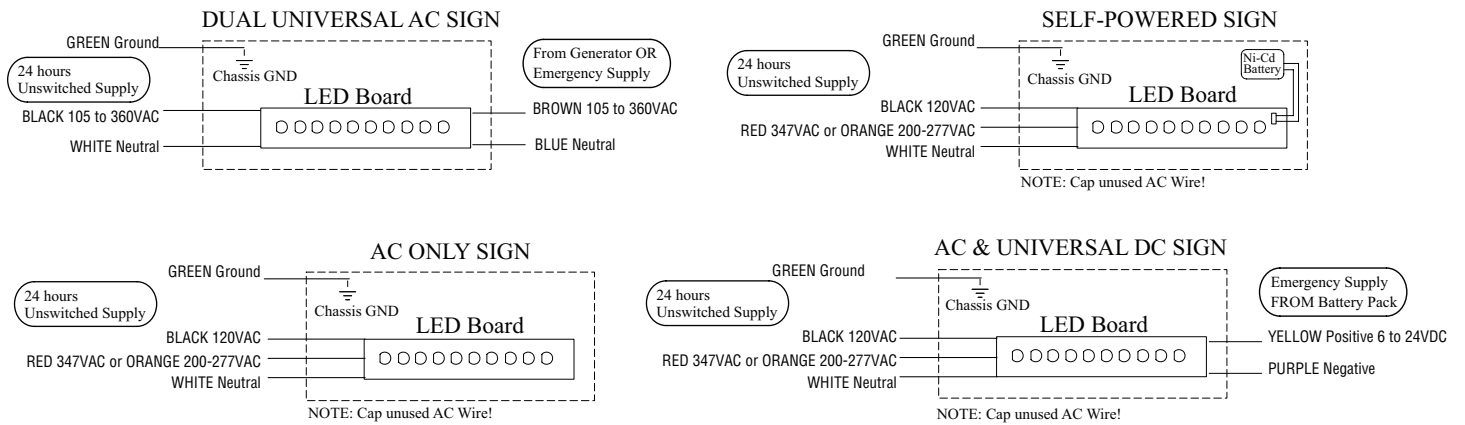 DUAL UNIVERSAL AC SIGN
GREEN Ground
Chassis GND
24 hours
Unswitched Supply
From Generator OR
Emergency Supply
LED Board
BLACK 105 to 360VAC
BROWN 105 to 360VAC
WHITE Neutral
BLUE Neutral
SELF-POWERED SIGN
GREEN Ground
Chassis GND
24 hours
Unswitched Supply
Ni-Cd
Battery
LED Board
BLACK 120VAC
RED 347VAC or ORANGE 200-277VAC
WHITE Neutral
NOTE: Cap unused AC Wire!
AC ONLY SIGN
GREEN Ground
Chassis GND
24 hours
Unswitched Supply
LED Board
BLACK 120VAC
RED 347VAC or ORANGE 200-277VAC
WHITE Neutral
NOTE: Cap unused AC Wire!
AC & UNIVERSAL DC SIGN
GREEN Ground
Chassis GND
24 hours
Unswitched Supply
Emergency Supply
FROM Battery Pack
LED Board
BLACK 120VAC
YELLOW Positive 6 to 24VDC
RED 347VAC or ORANGE 200-277VAC
PURPLE Negative
WHITE Neutral
NOTE: Cap unused AC Wire!